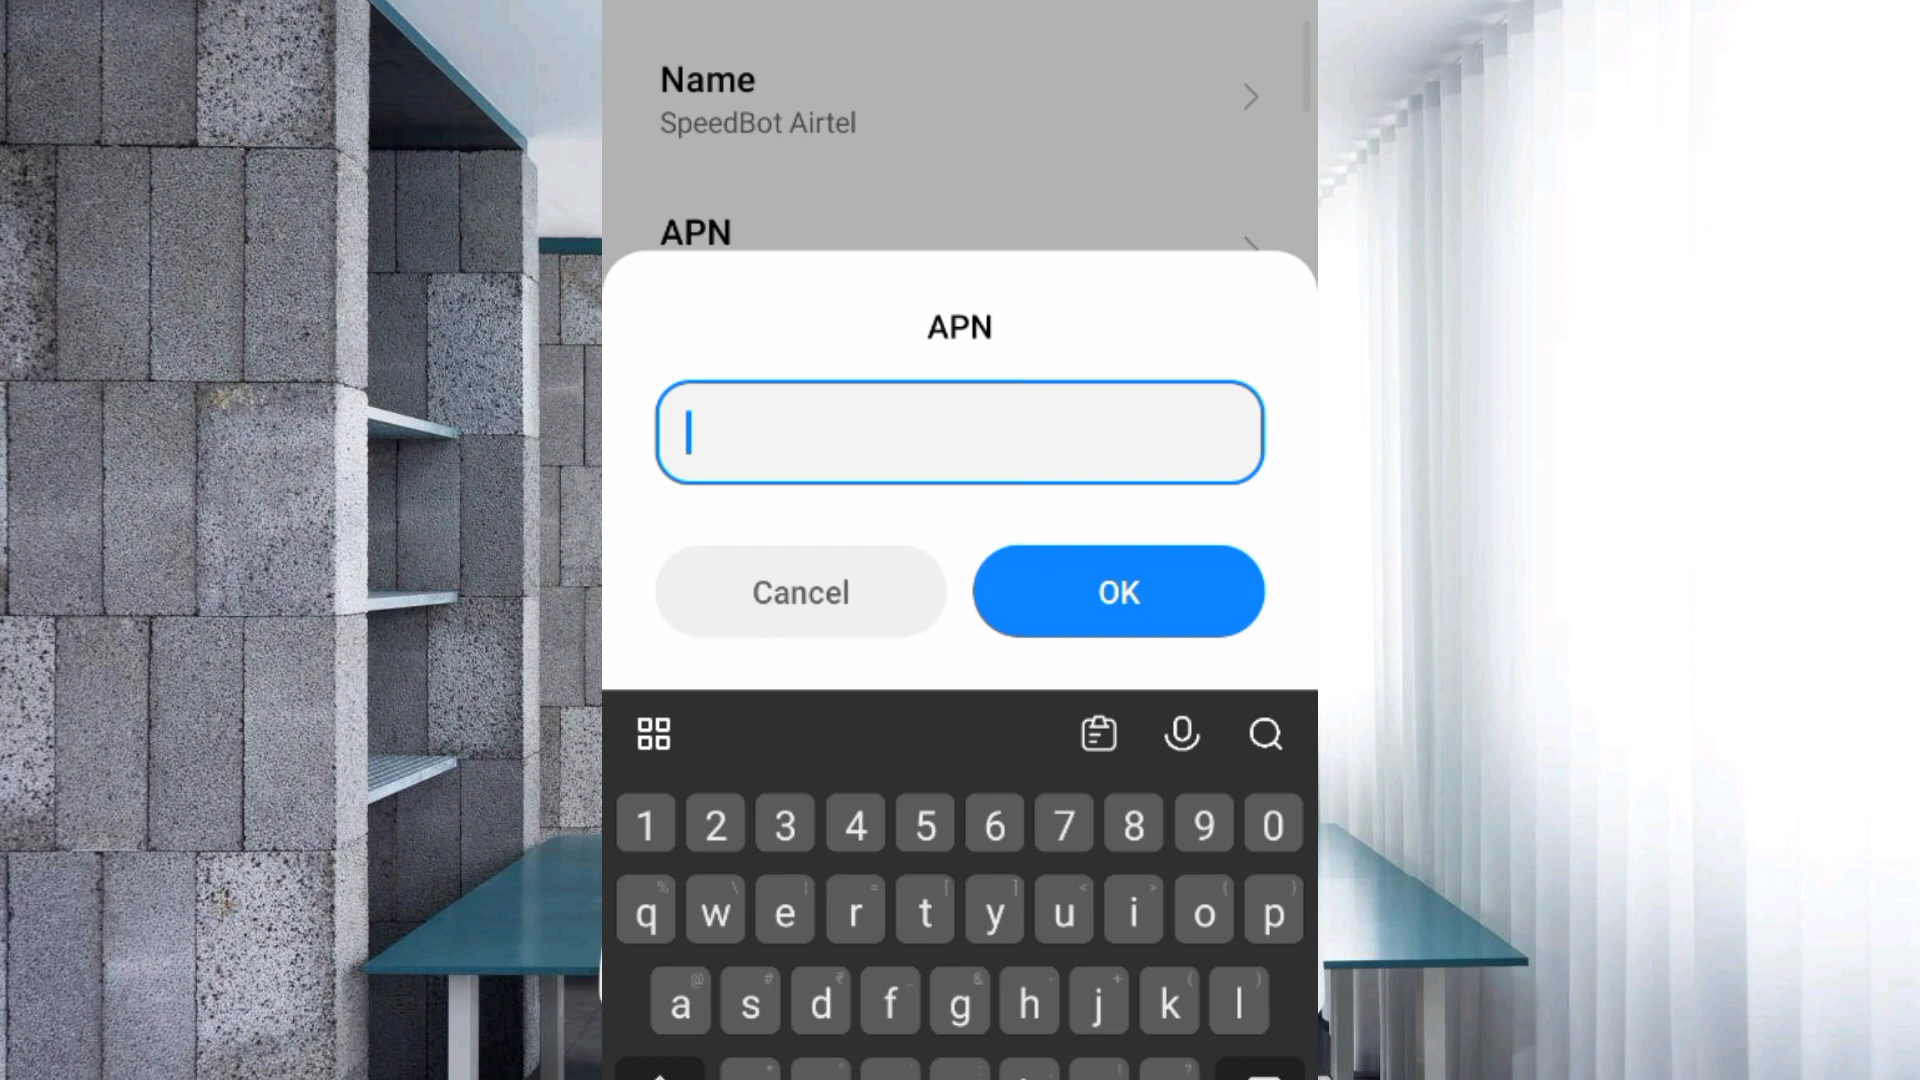 Name
SpeedBot Airtel
APN
APN
Cancel
OK
1 2 3 4 5 6 7 8 9 0
% \ | = [ ] < > { }
q w e r t y u i o p
@ # ₹ _ & - + ( )
a s d f g h j k l